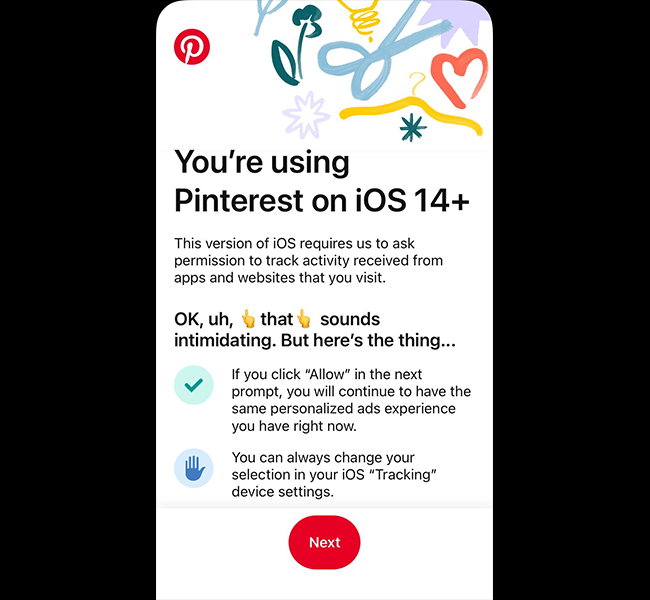 You’re using
Pinterest on iOS 14+
This version of iOS requires us to ask
permission to track activity received from
apps and websites that you visit.
OK, uh, 👆that👆 sounds
intimidating. But here’s the thing...
If you click “Allow” in the next
prompt, you will continue to have the
same personalized ads experience
you have right now.
You can always change your
selection in your iOS “Tracking”
device settings.
Next